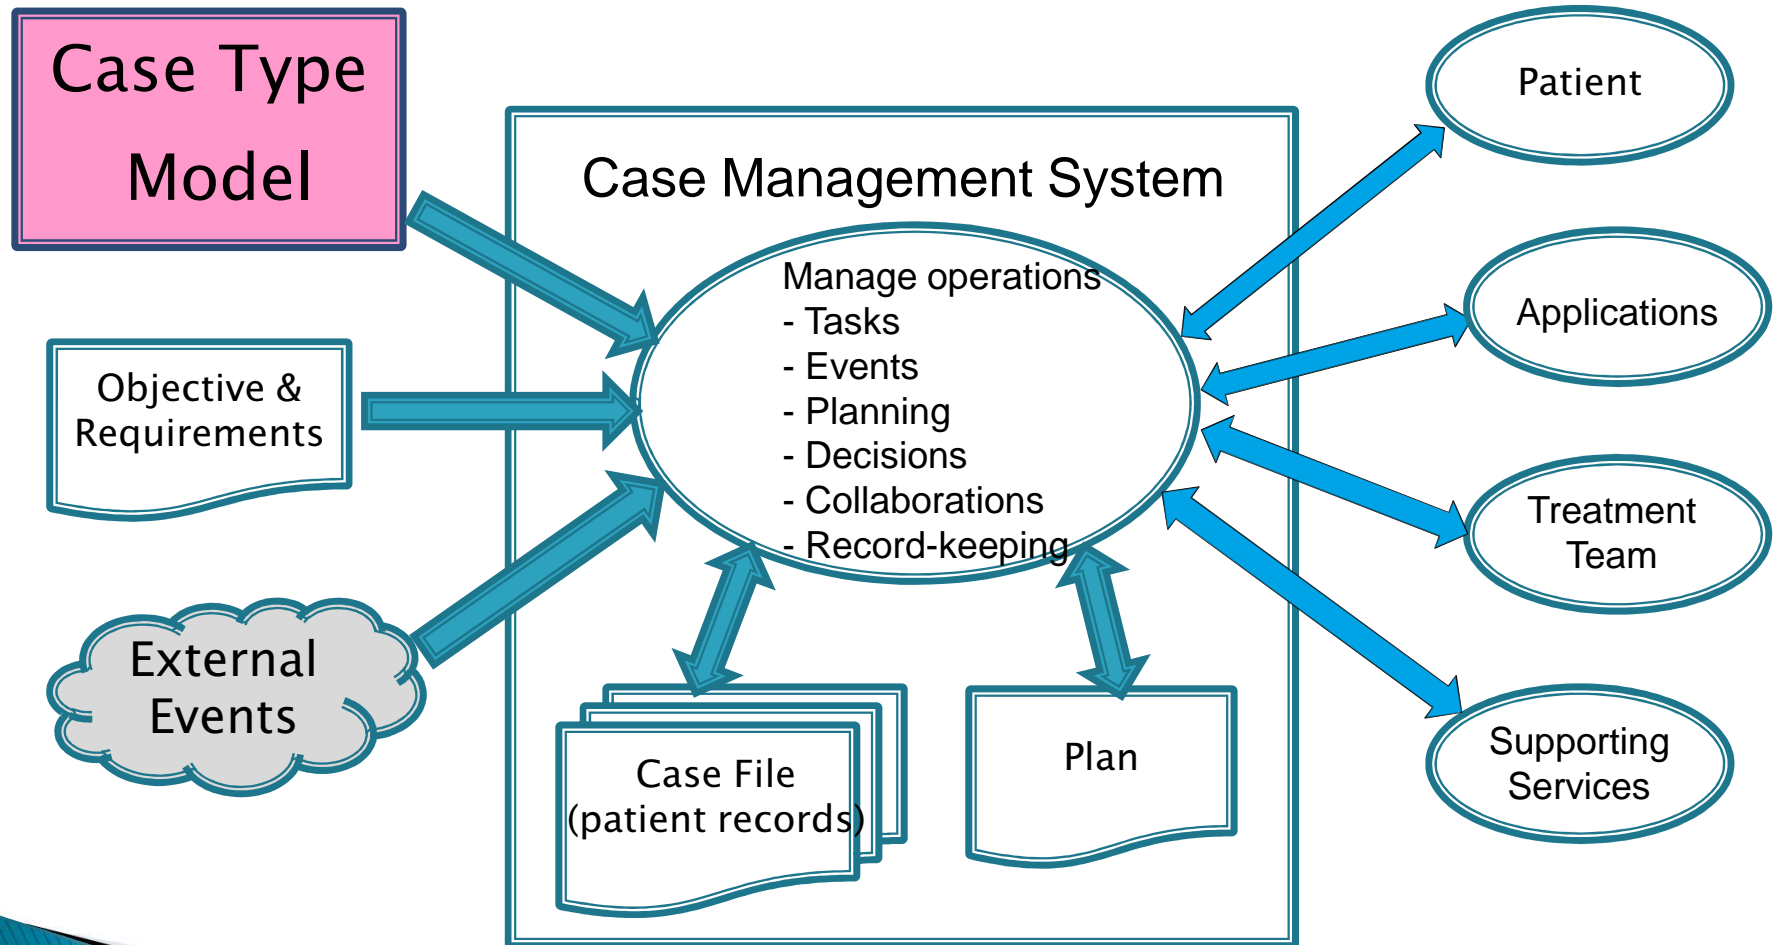 Case Type
Model
Case Management System
Patient
Manage operations
- Tasks
- Events
- Planning
- Decisions
- Collaborations
- Record-keeping
Applications
Objective &
Requirements
Treatment
Team
External
Events
Case File
(patient records)
Plan
Supporting
Services